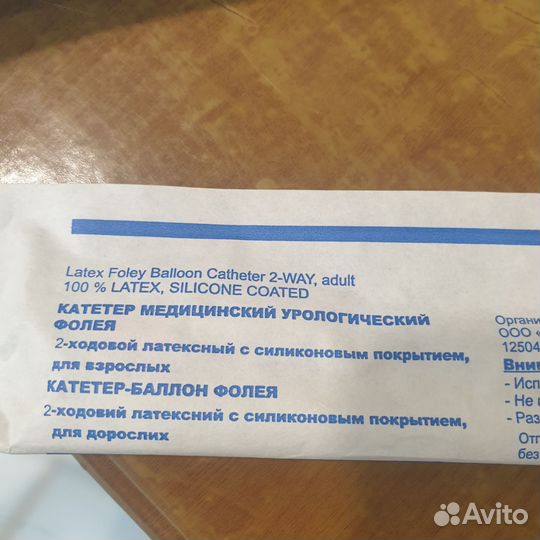 Latex Foley Balloon Catheter 2-WAY, adult
100 % LATEX, SILICONE COATED
КАТЕТЕР МЕДИЦИНСКИЙ УРОЛОГИЧЕСКИЙ
ФОЛЕЯ
2-ходовой латексный с силиконовым покрытием,
для взрослых
КАТЕТЕР-БАЛЛОН ФОЛЕЯ
2-ходовий латексний с силиконовым покрытием,
для дорослих
Органи
ООО «
12504
Вним
- Исп
- Не и
- Раз
Отп
без
Avito